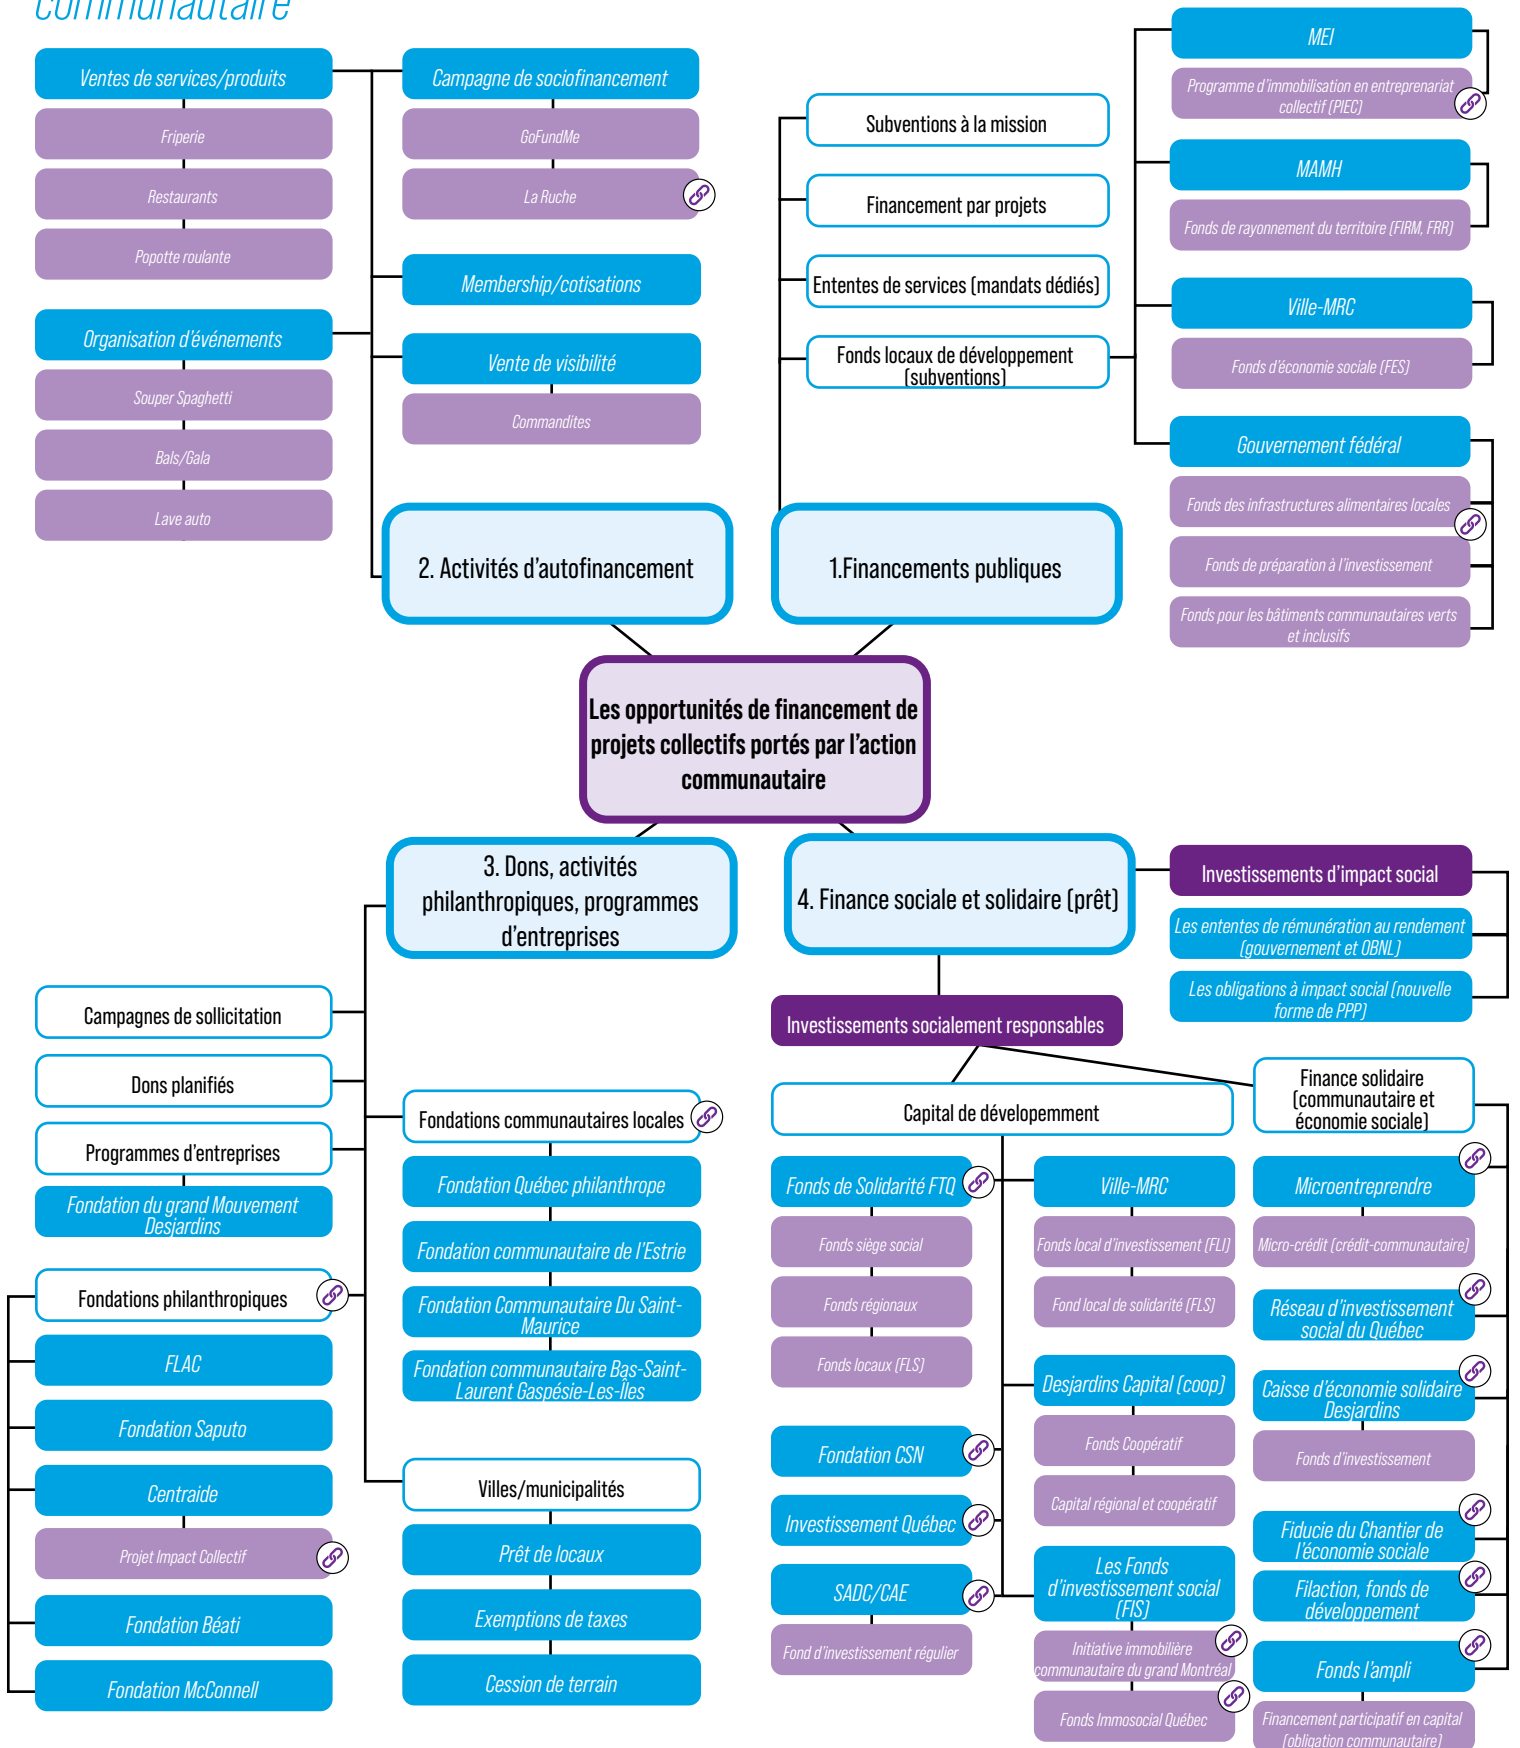 communautaire
Ventes de services/produits
Friperie
Restaurants
Popotte roulante
Organisation d'événements
Souper Spaghetti
Bals/Gala
Lave auto
Campagne de sociofinancement
GoFundMe
La Ruche
Membership/cotisations
Vente de visibilité
Commandites
2. Activités d'autofinancement
Subventions à la mission
Financement par projets
Ententes de services (mandats dédiés)
Fonds locaux de développement
(subventions)
1.Financements publiques
MEI
Programme d'immobilisation en entreprenariat
collectif (PIEC)
MAMH
Fonds de rayonnement du territoire (FIRM, FRR)
Ville-MRC
Fonds d'économie sociale (FES)
Gouvernement fédéral
Fonds des infrastructures alimentaires locales
Fonds de préparation à l'investissement
Fonds pour les bâtiments communautaires verts
et inclusifs
Les opportunités de financement de
projets collectifs portés par l'action
communautaire
3. Dons, activités
philanthropiques, programmes
d'entreprises
Campagnes de sollicitation
Dons planifiés
Programmes d'entreprises
Fondation du grand Mouvement
Desjardins
Fondations philanthropiques
FLAC
Fondation Saputo
Centraide
Projet Impact Collectif
Fondation Béati
Fondation McConnell
Fondations communautaires locales
Fondation Québec philanthrope
Fondation communautaire de l'Estrie
Fondation Communautaire Du Saint-
Maurice
Fondation communautaire Bas-Saint-
Laurent Gaspésie-Les-Îles
Villes/municipalités
Prêt de locaux
Exemptions de taxes
Cession de terrain
4. Finance sociale et solidaire (prêt)
Investissements d'impact social
Les ententes de rémunération au rendement
(gouvernement et OBNL)
Les obligations à impact social (nouvelle
forme de PPP)
Investissements socialement responsables
Capital de dévelopemment
Fonds de Solidarité FTQ
Fonds siège social
Fonds régionaux
Fonds locaux (FLS)
Fondation CSN
Investissement Québec
SADC/CAE
Fond d'investissement régulier
Ville-MRC
Fonds local d'investissement (FLI)
Fond local de solidarité (FLS)
Desjardins Capital (coop)
Fonds Coopératif
Capital régional et coopératif
Les Fonds
d'investissement social
(FIS)
Initiative immobilière
communautaire du grand Montréal
Fonds Immosocial Québec
Finance solidaire
(communautaire et
économie sociale)
Microentreprendre
Micro-crédit (crédit-communautaire)
Réseau d'investissement
social du Québec
Caisse d'économie solidaire
Desjardins
Fonds d'investissement
Fiducie du Chantier de
l'économie sociale
Filaction, fonds de
développement
Fonds l'ampli
Financement participatif en capital
(obligation communautaire)